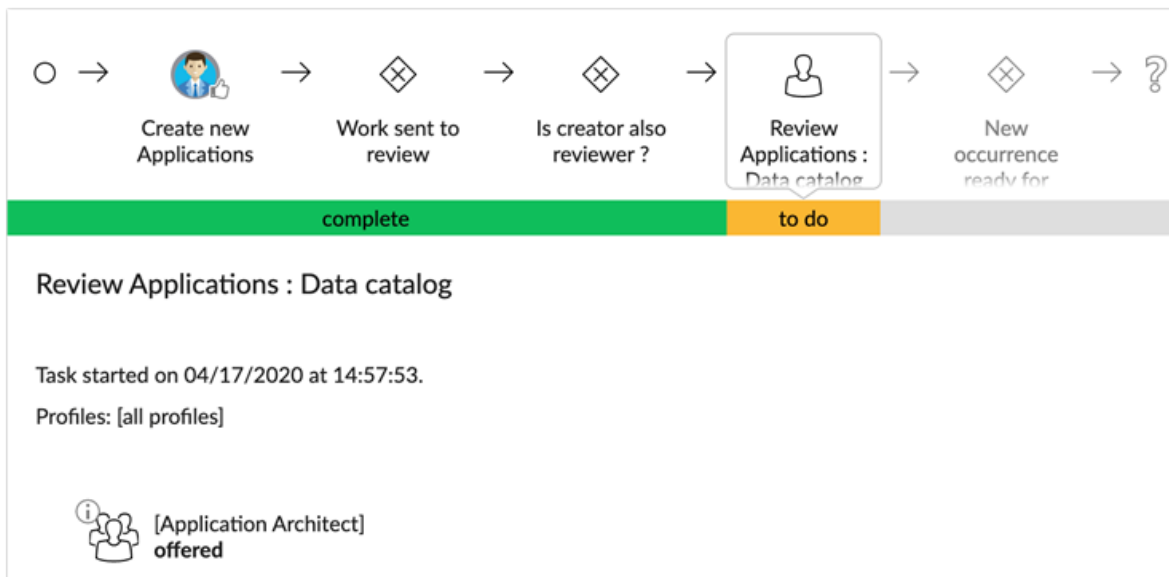 Create new
Applications
Work sent to
review
Is creator also
reviewer ?
Review
Applications :
Data catalog
New
occurrence
ready for
complete
to do
Review Applications : Data catalog
Task started on 04/17/2020 at 14:57:53.
Profiles: [all profiles]
[Application Architect]
offered